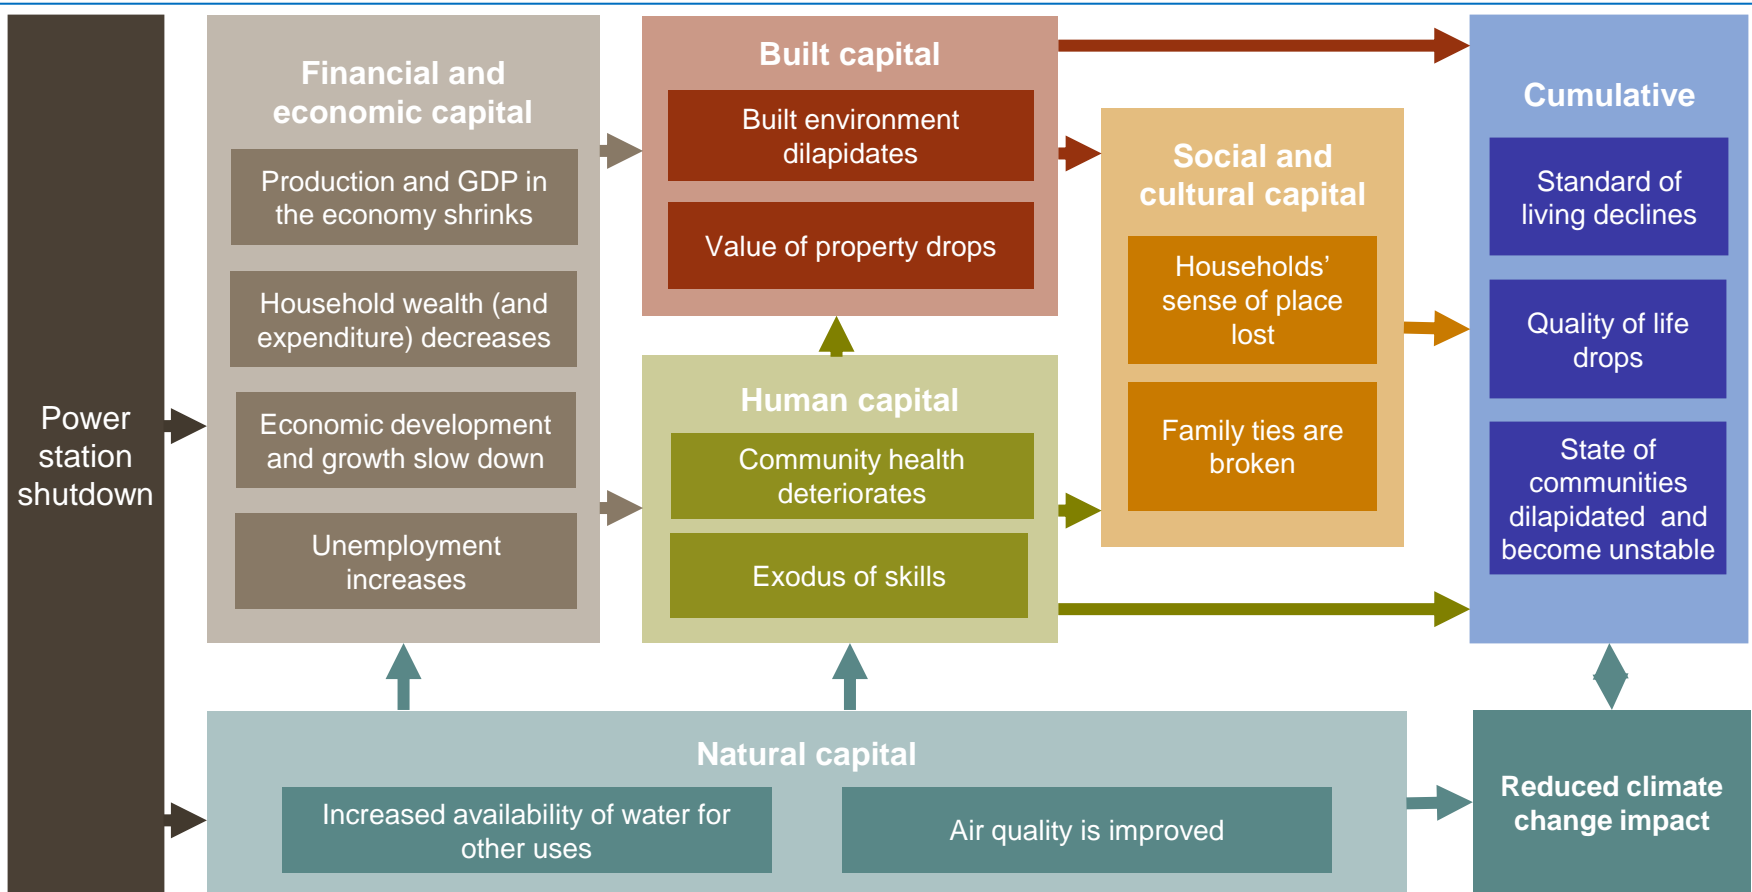 Power
station
shutdown
Financial and
economic capital
Production and GDP in
the economy shrinks
Household wealth (and
expenditure) decreases
Economic development
and growth slow down
Unemployment
increases
Built capital
Built environment
dilapidates
Value of property drops
Human capital
Community health
deteriorates
Exodus of skills
Social and
cultural capital
Households’
sense of place
lost
Family ties are
broken
Cumulative
Standard of
living declines
Quality of life
drops
State of
communities
dilapidated and
become unstable
Natural capital
Increased availability of water for
other uses
Air quality is improved
Reduced climate
change impact